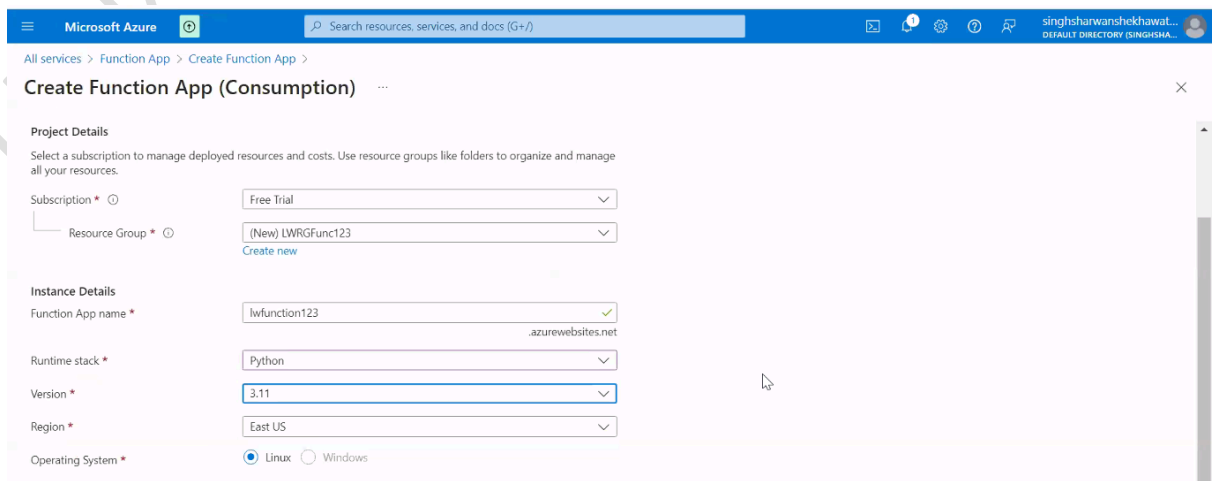 Microsoft Azure
Search resources, services, and docs (G+/)
1
singhsharwanshekhawat...
DEFAULT DIRECTORY (SINGHSHA...
All services > Function App > Create Function App >
Create Function App (Consumption) ...
Project Details
Select a subscription to manage deployed resources and costs. Use resource groups like folders to organize and manage
all your resources.
Subscription *
Free Trial
Resource Group *
(New) LWRGFunc123
Create new
Instance Details
Function App name *
lwfunction123
.azurewebsites.net
Runtime stack *
Python
Version *
3.11
Region *
East US
Operating System *
Linux
Windows